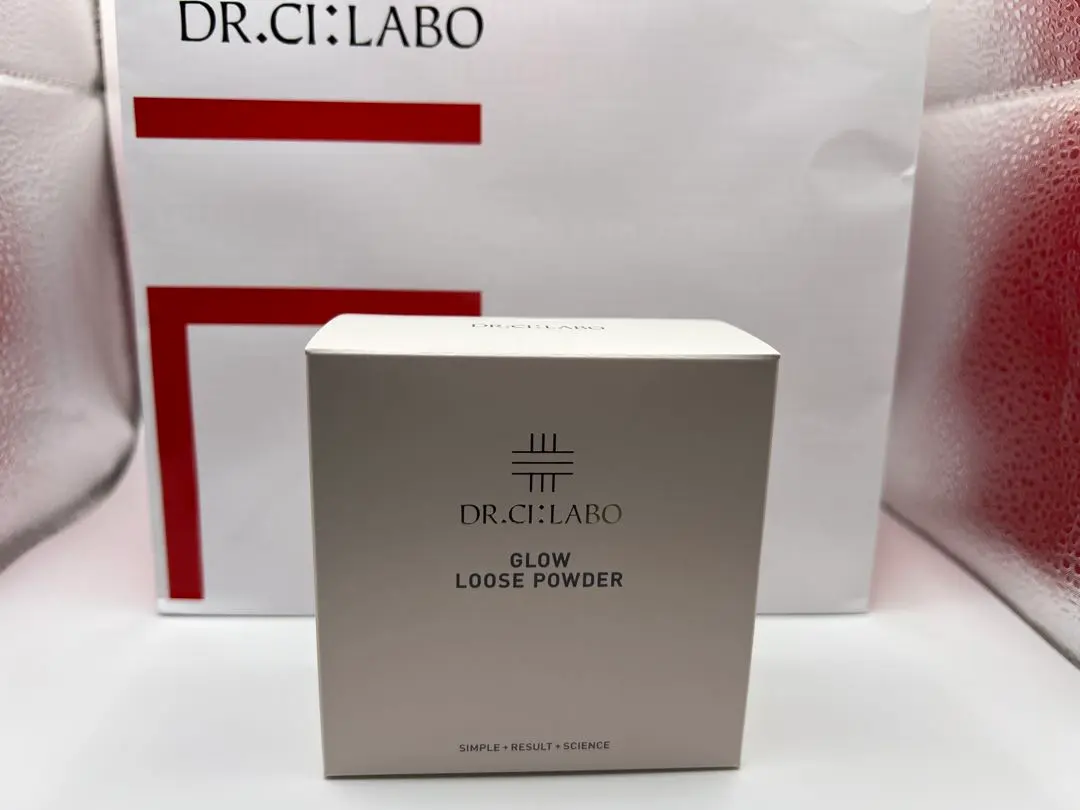 DR.CI:LABO
DR.CI:LABO
DR.CI:LABO
GLOW
LOOSE POWDER
SIMPLE+RESULT+SCIENCE